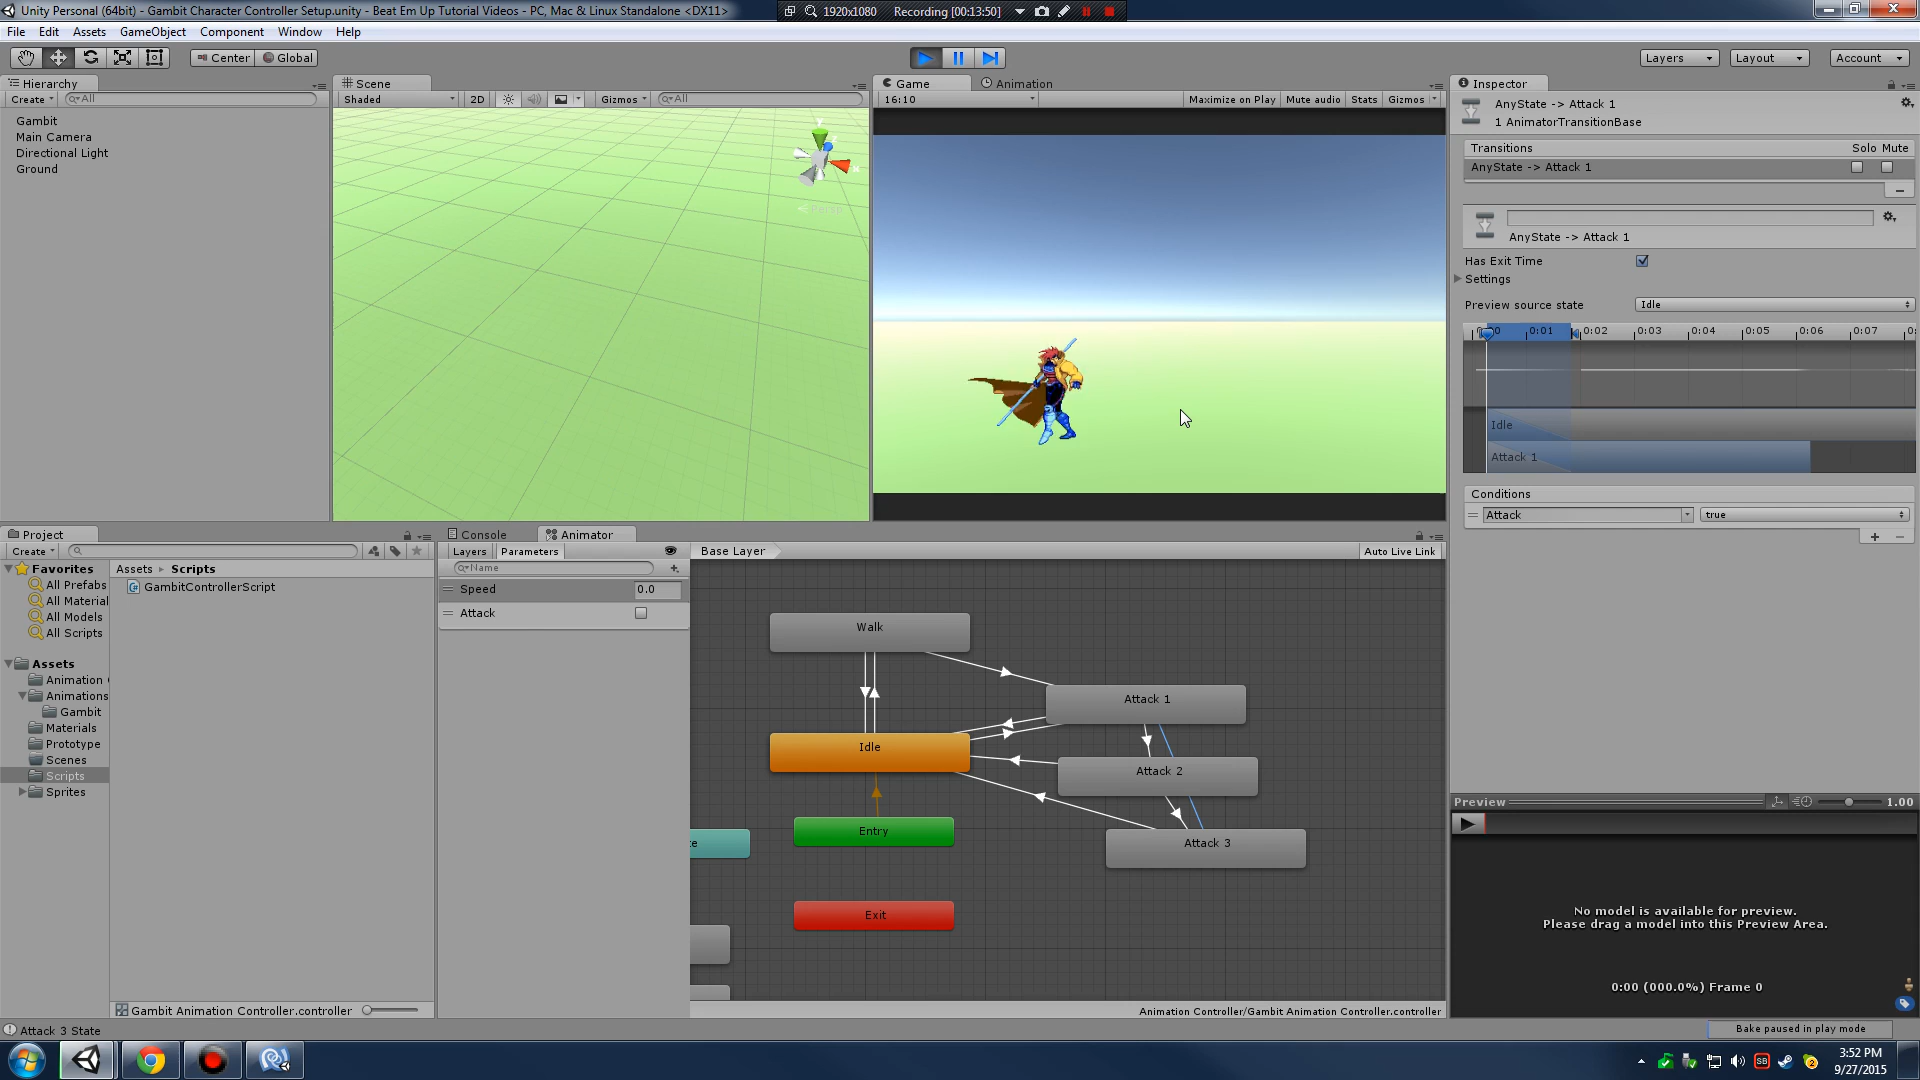 Unity Personal (64bit) - Gambit Character Controller Setup.unity - Beat Em Up Tutorial Videos - PC, Mac & Linux Standalone <DX11>
1920x1080 Recording [00:13:50]
File Edit Assets GameObject Component Window Help
Center Global
Layers Layout Account
Hierarchy
Create All
Gambit
Main Camera
Directional Light
Ground
Scene
Shaded 2D Gizmos All
Persp
Game Animation
16:10 Maximize on Play Mute audio Stats Gizmos
Inspector
AnyState -> Attack 1
1 AnimatorTransitionBase
Transitions Solo Mute
AnyState -> Attack 1
AnyState -> Attack 1
Has Exit Time
Settings
Preview source state Idle
0:01 0:02 0:03 0:04 0:05 0:06 0:07
Idle
Attack 1
Conditions
Attack true
Project
Create
Favorites
All Prefabs
All Material
All Models
All Scripts
Assets
Animation
Animations
Gambit
Materials
Prototype
Scenes
Scripts
Sprites
Assets Scripts
GambitControllerScript
Gambit Animation Controller.controller
Console Animator
Layers Parameters Base Layer Auto Live Link
Name
Speed 0.0
Attack
Walk
Attack 1
Idle
Attack 2
Entry
Attack 3
Exit
te
Animation Controller/Gambit Animation Controller.controller
Preview 1.00
No model is available for preview.
Please drag a model into this Preview Area.
0:00 (000.0%) Frame 0
Attack 3 State
Bake paused in play mode
3:52 PM
9/27/2015